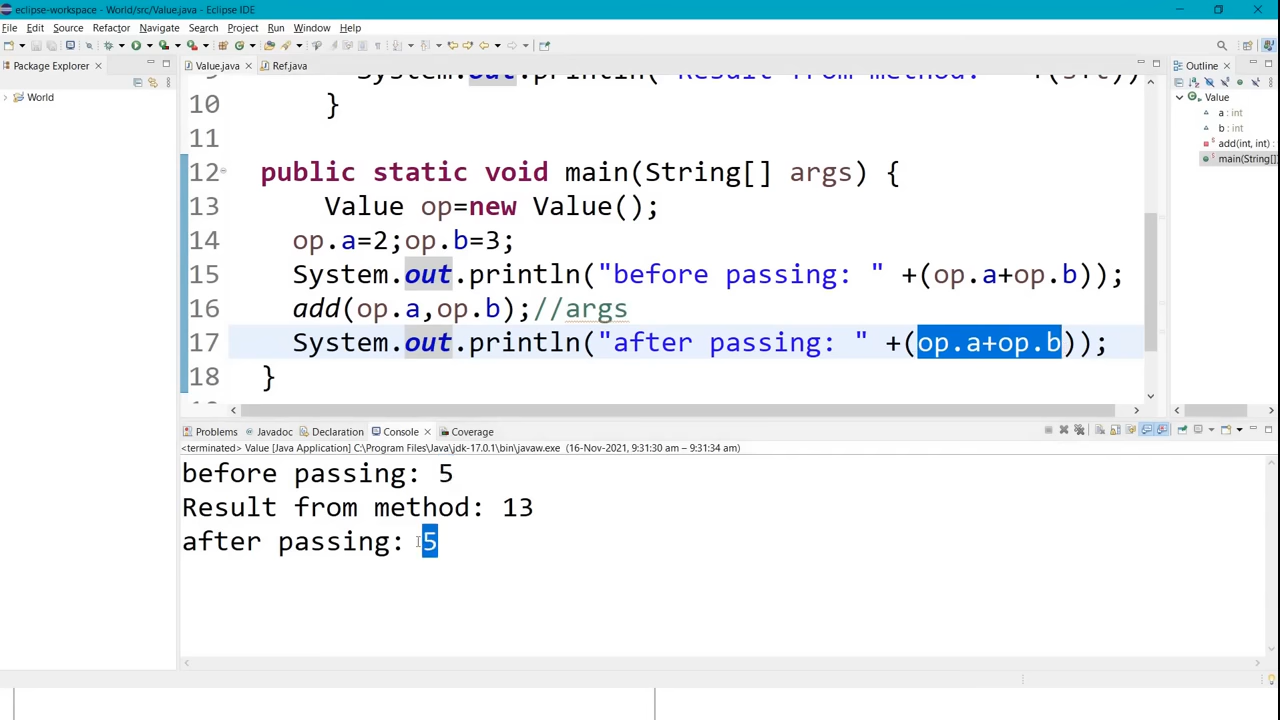 eclipse-workspace - World/src/Value.java - Eclipse IDE
File Edit Source Refactor Navigate Search Project Run Window Help
Package Explorer Value.java Ref.java Outline
World
Value
a : int
b : int
add(int, int) :
main(String[]
System.out.println("Result from method: " +(s+t))
10 }
11
12 public static void main(String[] args) {
13 Value op=new Value();
14 op.a=2;op.b=3;
15 System.out.println("before passing: " +(op.a+op.b));
16 add(op.a,op.b);//args
17 System.out.println("after passing: " +(op.a+op.b));
18 }
Problems Javadoc Declaration Console Coverage
<terminated> Value [Java Application] C:\Program Files\Java\jdk-17.0.1\bin\javaw.exe (16-Nov-2021, 9:31:30 am – 9:31:34 am)
before passing: 5
Result from method: 13
after passing: 5